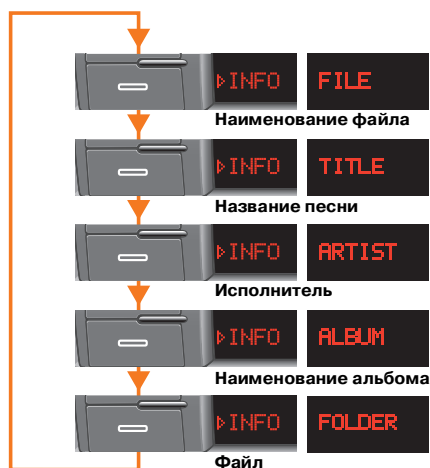 ▹INFO FILE
Наименование файла
▹INFO TITLE
Название песни
▹INFO ARTIST
Исполнитель
▹INFO ALBUM
Наименование альбома
▹INFO FOLDER
Файл